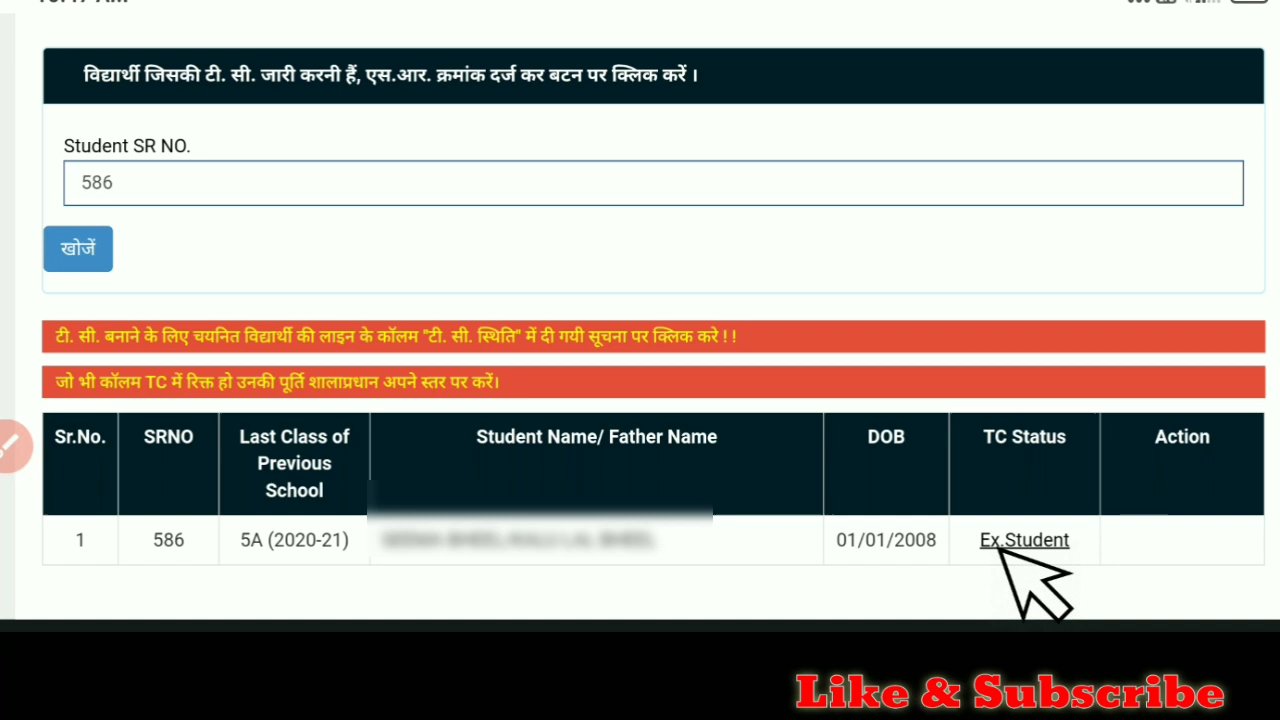 विद्यार्थी जिसकी टी. सी. जारी करनी हैं, एस.आर. क्रमांक दर्ज कर बटन पर क्लिक करें ।
Student SR NO.
586
खोजें
टी. सी. बनाने के लिए चयनित विद्यार्थी की लाइन के कॉलम "टी. सी. स्थिति" में दी गयी सूचना पर क्लिक करे ! !
जो भी कॉलम TC में रिक्त हो उनकी पूर्ति शालाप्रधान अपने स्तर पर करें।
Sr.No. SRNO Last Class of Student Name/ Father Name DOB TC Status Action
Previous
School
1 586 5A (2020-21) 01/01/2008 Ex.Student
Like & Subscribe